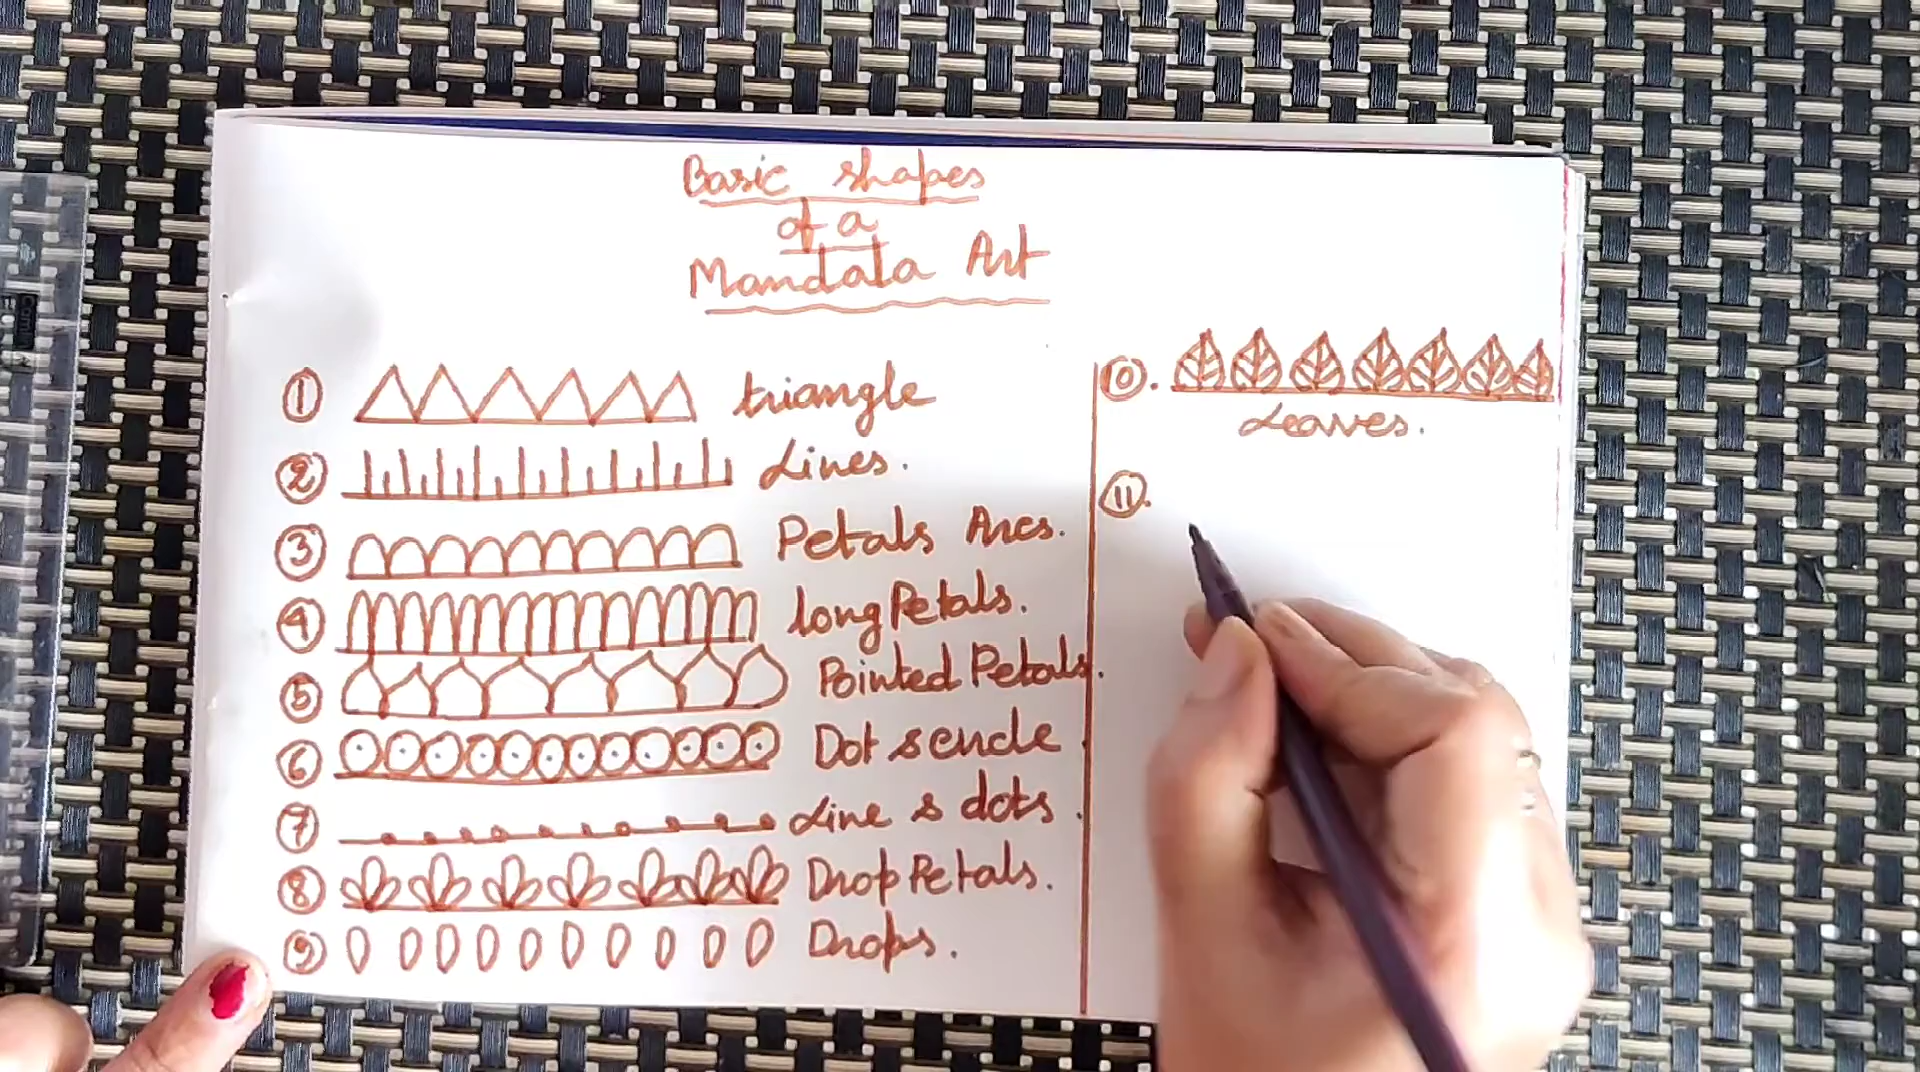 Basic shapes
of a
Mandala Art
① triangle
② Lines.
③ Petals Arcs.
④ long Petals.
⑤ Pointed Petals.
⑥ Dot s circle
⑦ Line s dots.
⑧ Drop Petals.
⑨ Drops.
⑩.
Leaves.
⑪.